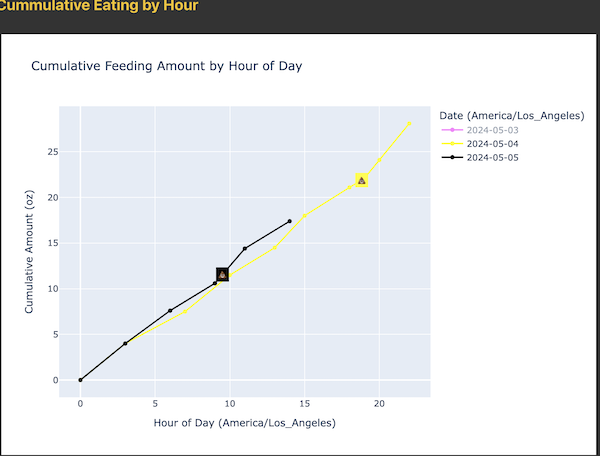 Cummulative Eating by Hour
Cumulative Feeding Amount by Hour of Day
Date (America/Los_Angeles)
2024-05-03
2024-05-04
2024-05-05
Cumulative Amount (oz)
25
20
15
10
5
0
0 5 10 15 20
Hour of Day (America/Los_Angeles)